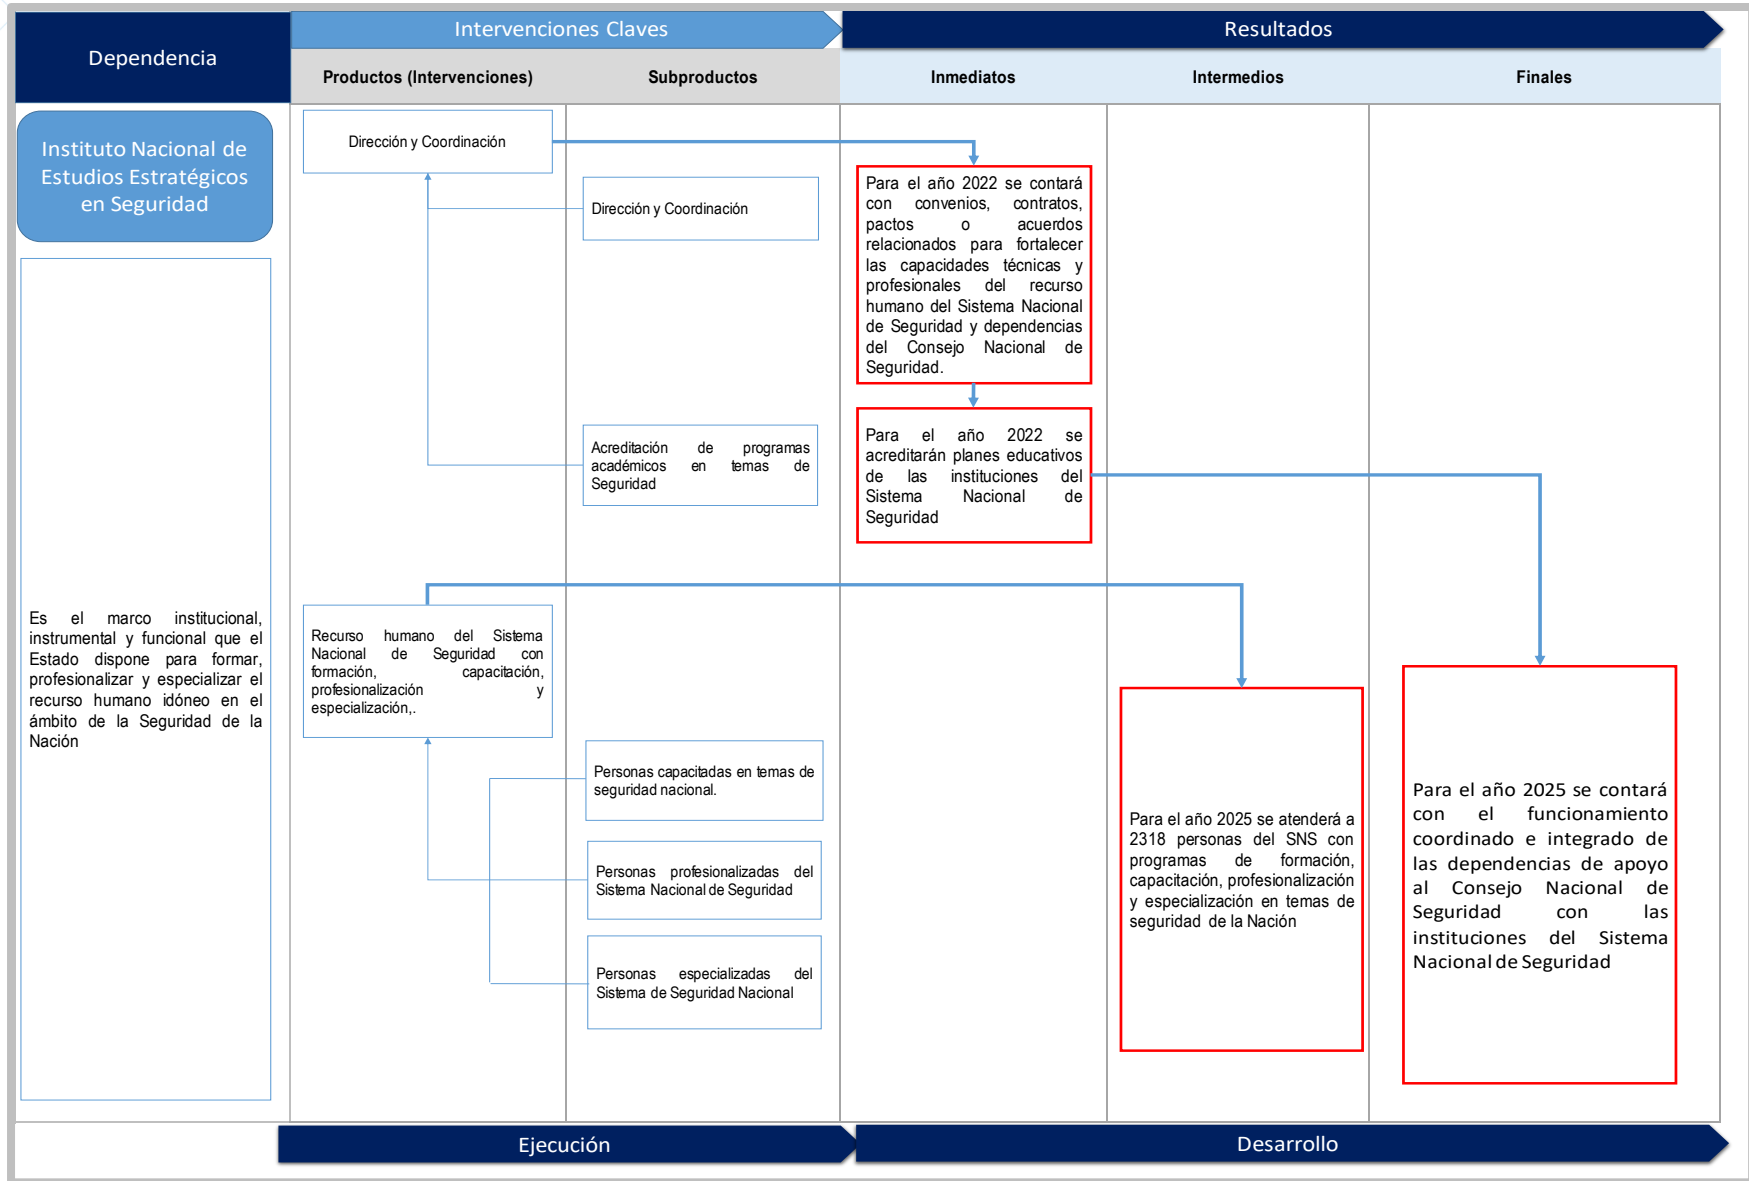 Dependencia
Intervenciones Claves
Resultados
Productos (Intervenciones)
Subproductos
Inmediatos
Intermedios
Finales
Instituto Nacional de
Estudios Estratégicos
en Seguridad
Es el marco institucional,
instrumental y funcional que el
Estado dispone para formar,
profesionalizar y especializar el
recurso humano idóneo en el
ámbito de la Seguridad de la
Nación
Dirección y Coordinación
Dirección y Coordinación
Acreditación de programas
académicos en temas de
Seguridad
Para el año 2022 se contará
con convenios, contratos,
pactos o acuerdos
relacionados para fortalecer
las capacidades técnicas y
profesionales del recurso
humano del Sistema Nacional
de Seguridad y dependencias
del Consejo Nacional de
Seguridad.
Para el año 2022 se
acreditarán planes educativos
de las instituciones del
Sistema Nacional de
Seguridad
Recurso humano del Sistema
Nacional de Seguridad con
formación, capacitación,
profesionalización y
especialización,.
Personas capacitadas en temas de
seguridad nacional.
Personas profesionalizadas del
Sistema Nacional de Seguridad
Personas especializadas del
Sistema de Seguridad Nacional
Para el año 2025 se atenderá a
2318 personas del SNS con
programas de formación,
capacitación, profesionalización
y especialización en temas de
seguridad de la Nación
Para el año 2025 se contará
con el funcionamiento
coordinado e integrado de
las dependencias de apoyo
al Consejo Nacional de
Seguridad con las
instituciones del Sistema
Nacional de Seguridad
Ejecución
Desarrollo